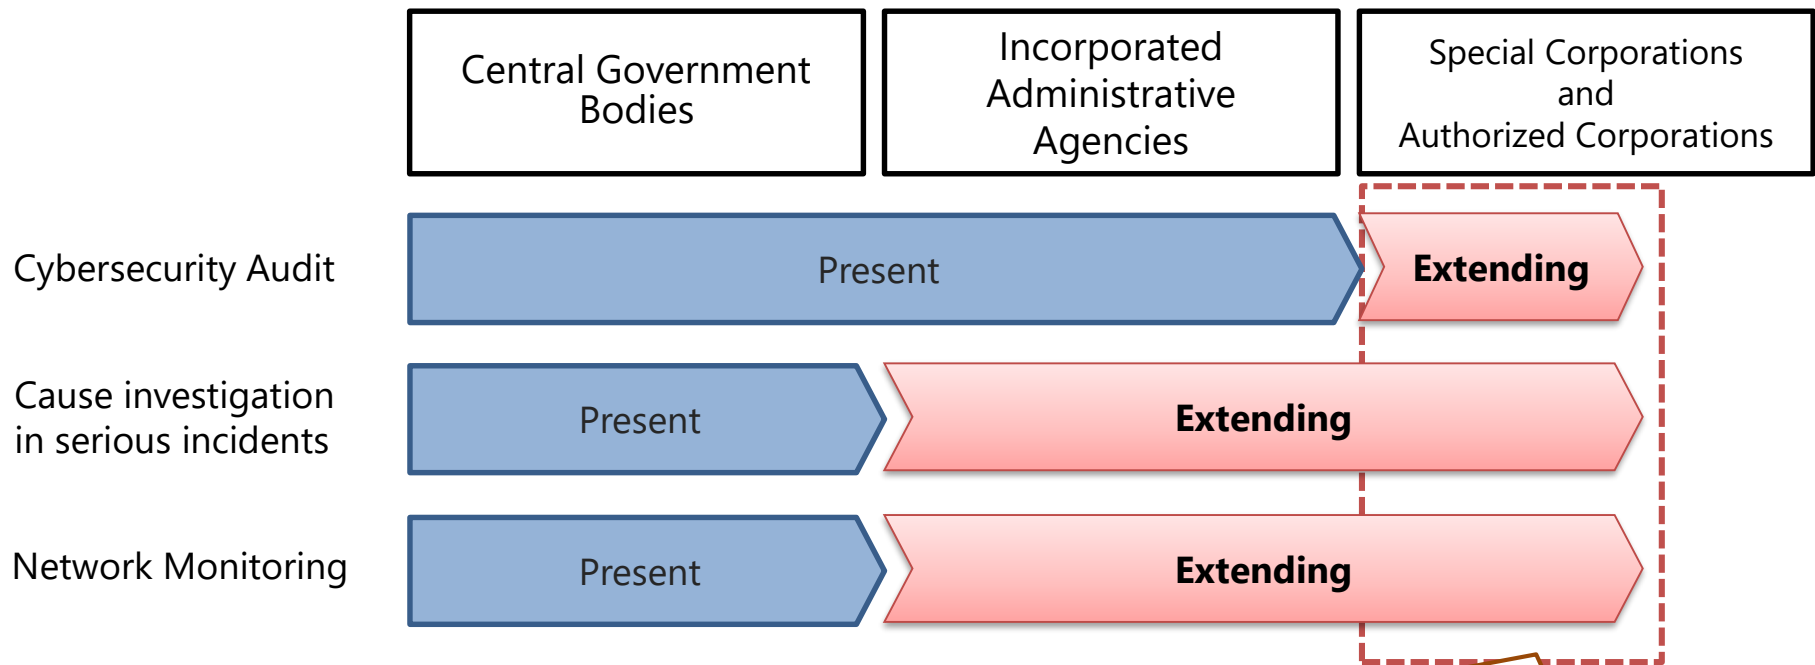 Central Government
Bodies
Incorporated
Administrative
Agencies
Special Corporations
and
Authorized Corporations
Cybersecurity Audit
Present
Extending
Cause investigation
in serious incidents
Present
Extending
Network Monitoring
Present
Extending